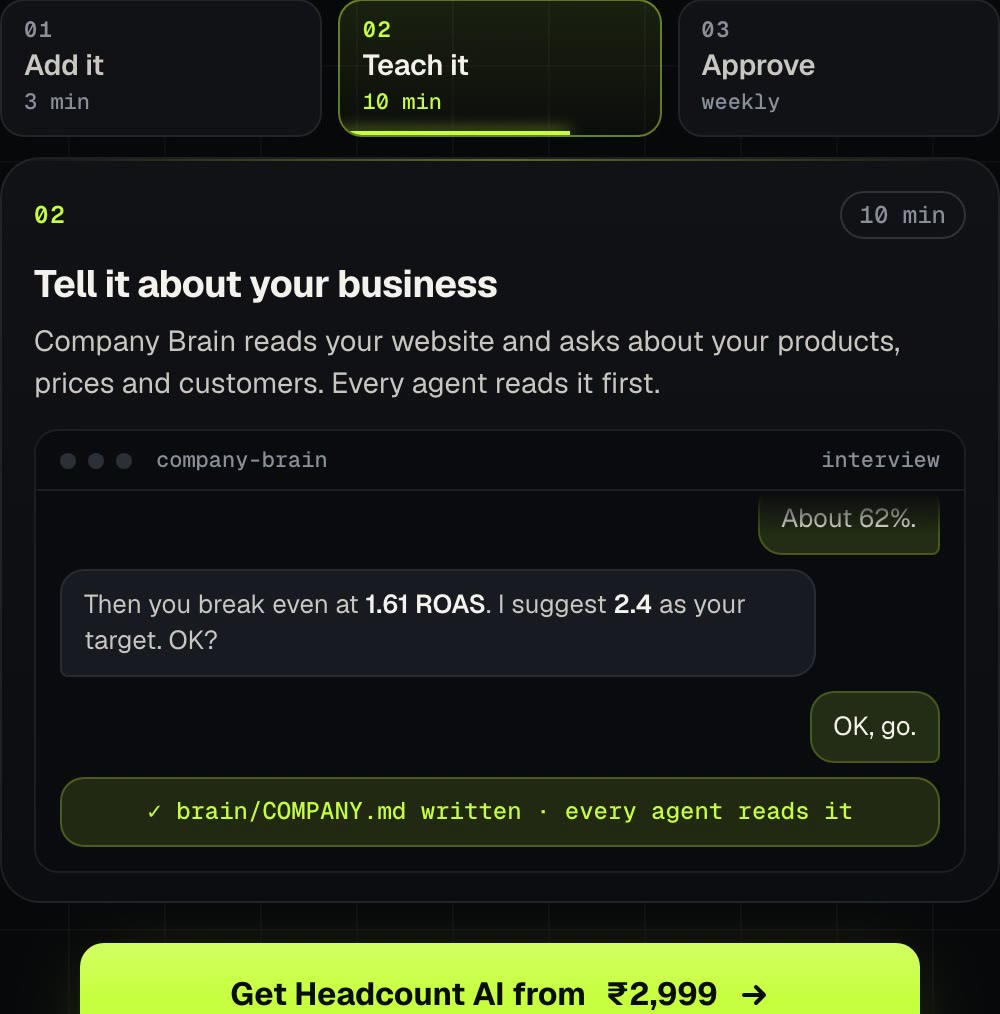 01
Add it
3 min
02
Teach it
10 min
03
Approve
weekly
02
10 min
Tell it about your business
Company Brain reads your website and asks about your products,
prices and customers. Every agent reads it first.
company-brain
interview
About 62%.
Then you break even at 1.61 ROAS. I suggest 2.4 as your
target. OK?
OK, go.
✓ brain/COMPANY.md written · every agent reads it
Get Headcount AI from ₹2,999 →